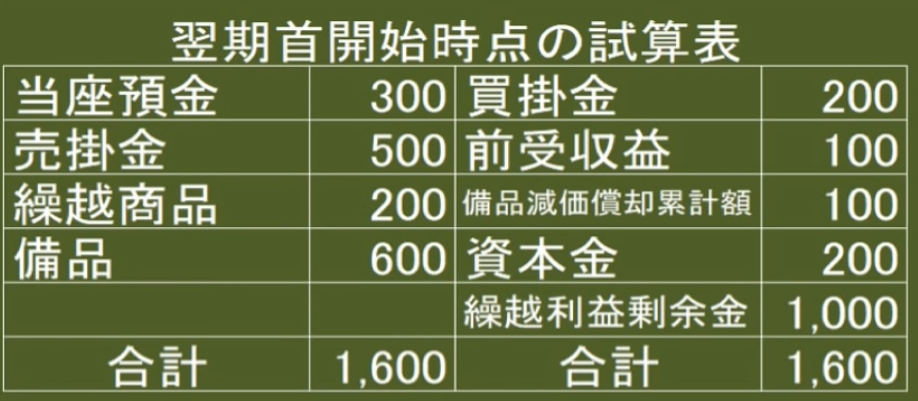 翌期首開始時点の試算表
当座預金 300 買掛金 200
売掛金 500 前受収益 100
繰越商品 200 備品減価償却累計額 100
備品 600 資本金 200
繰越利益剰余金 1,000
合計 1,600 合計 1,600